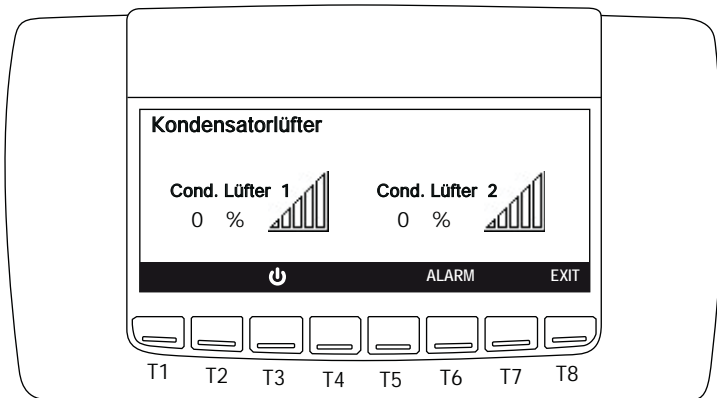 Kondensatorlüfter
Cond. Lüfter 1 Cond. Lüfter 2
0 % 0 %
ALARM EXIT
T1 T2 T3 T4 T5 T6 T7 T8